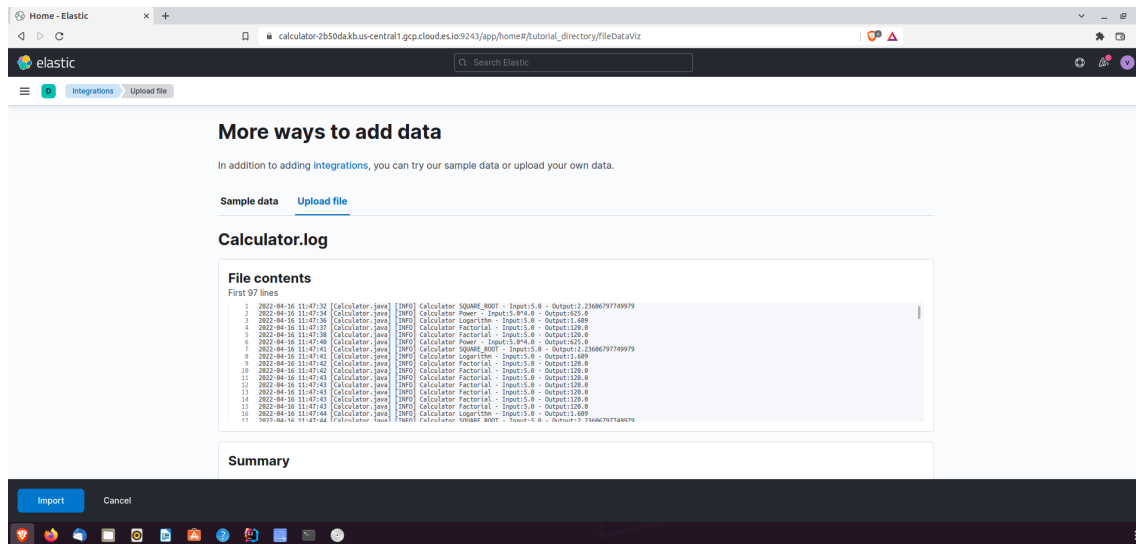 Home - Elastic
calculator-2b50da.kb.us-central1.gcp.cloud.es.io:9243/app/home#/tutorial_directory/fileDataViz
elastic
Search Elastic
V
D
Integrations
Upload file
More ways to add data
In addition to adding integrations, you can try our sample data or upload your own data.
Sample data
Upload file
Calculator.log
File contents
First 97 lines
1 2022-04-16 11:47:32 [Calculator.java] [INFO] Calculator SQUARE_ROOT - Input:5.0 - Output:2.23606797749979
2 2022-04-16 11:47:34 [Calculator.java] [INFO] Calculator Power - Input:5.0^4.0 - Output:625.0
3 2022-04-16 11:47:36 [Calculator.java] [INFO] Calculator Logarithm - Input:5.0 - Output:1.609
4 2022-04-16 11:47:37 [Calculator.java] [INFO] Calculator Factorial - Input:5.0 - Output:120.0
5 2022-04-16 11:47:38 [Calculator.java] [INFO] Calculator Factorial - Input:5.0 - Output:120.0
6 2022-04-16 11:47:40 [Calculator.java] [INFO] Calculator Power - Input:5.0^4.0 - Output:625.0
7 2022-04-16 11:47:41 [Calculator.java] [INFO] Calculator SQUARE_ROOT - Input:5.0 - Output:2.23606797749979
8 2022-04-16 11:47:41 [Calculator.java] [INFO] Calculator Logarithm - Input:5.0 - Output:1.609
9 2022-04-16 11:47:42 [Calculator.java] [INFO] Calculator Factorial - Input:5.0 - Output:120.0
10 2022-04-16 11:47:42 [Calculator.java] [INFO] Calculator Factorial - Input:5.0 - Output:120.0
11 2022-04-16 11:47:43 [Calculator.java] [INFO] Calculator Factorial - Input:5.0 - Output:120.0
12 2022-04-16 11:47:43 [Calculator.java] [INFO] Calculator Factorial - Input:5.0 - Output:120.0
13 2022-04-16 11:47:43 [Calculator.java] [INFO] Calculator Factorial - Input:5.0 - Output:120.0
14 2022-04-16 11:47:43 [Calculator.java] [INFO] Calculator Factorial - Input:5.0 - Output:120.0
15 2022-04-16 11:47:43 [Calculator.java] [INFO] Calculator Factorial - Input:5.0 - Output:120.0
16 2022-04-16 11:47:44 [Calculator.java] [INFO] Calculator Logarithm - Input:5.0 - Output:1.609
17 2022-04-16 11:47:44 [Calculator.java] [INFO] Calculator SQUARE_ROOT - Input:5.0 - Output:2.23606797749979
Summary
Import
Cancel